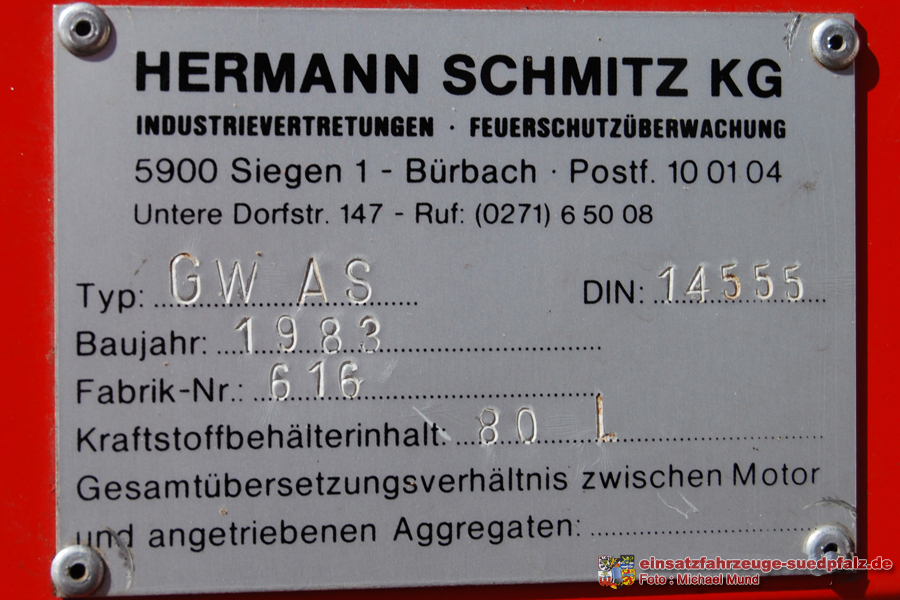 HERMANN SCHMITZ KG
INDUSTRIEVERTRETUNGEN · FEUERSCHUTZÜBERWACHUNG
5900 Siegen 1 - Bürbach · Postf. 10 01 04
Untere Dorfstr. 147 - Ruf: (0271) 6 50 08
Typ: GW AS DIN: 14555
Baujahr: 1983
Fabrik-Nr.: 616
Kraftstoffbehälterinhalt: 80 L
Gesamtübersetzungsverhältnis zwischen Motor
und angetriebenen Aggregaten:
einsatzfahrzeuge-suedpfalz.de
Foto : Michael Mund